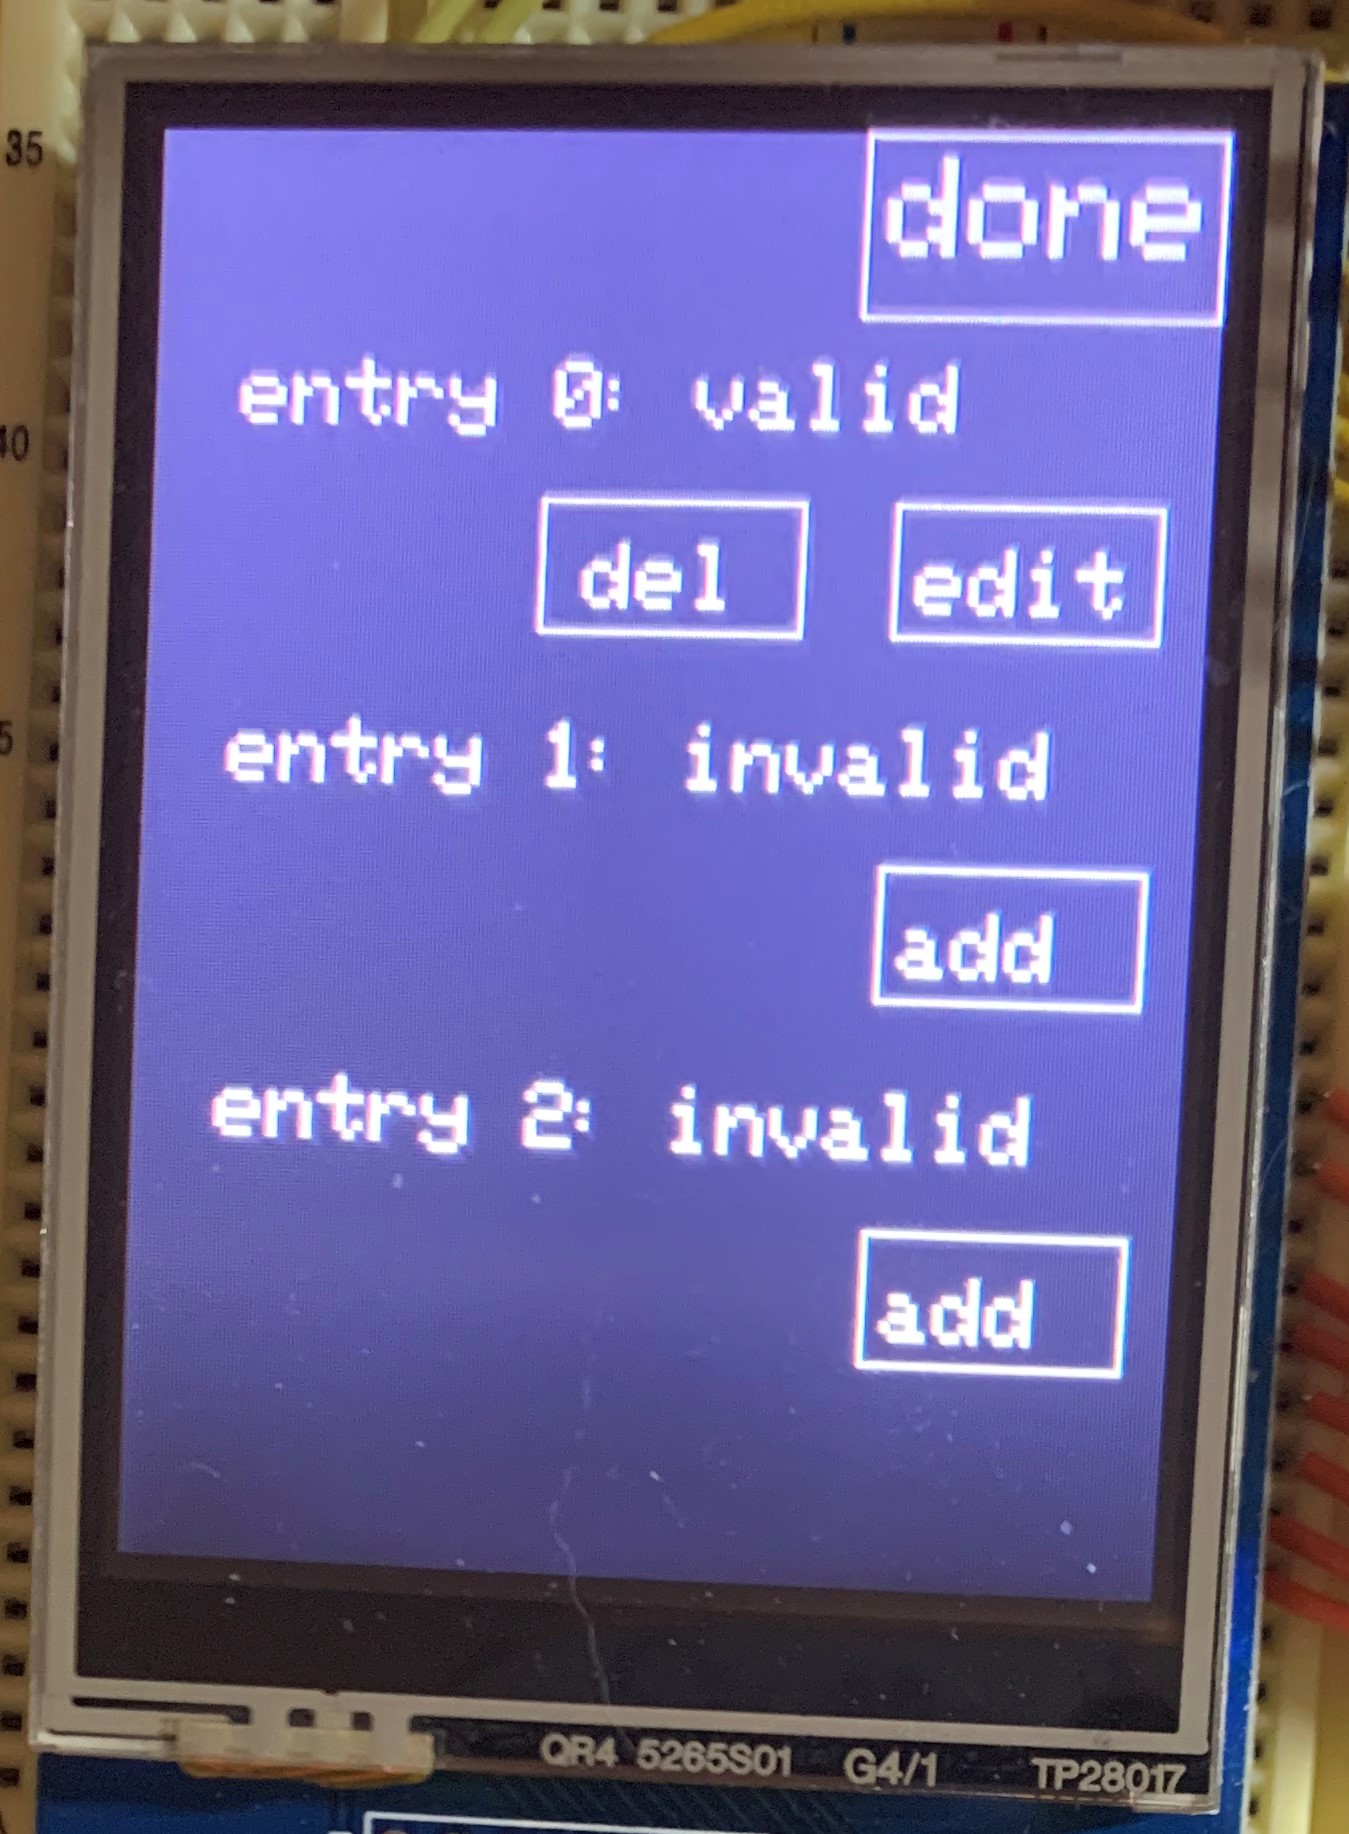 35
done
40
entry 0: valid
del edit
5
entry 1: invalid
add
entry 2: invalid
add
QR4 5265S01 G4/1 TP28017